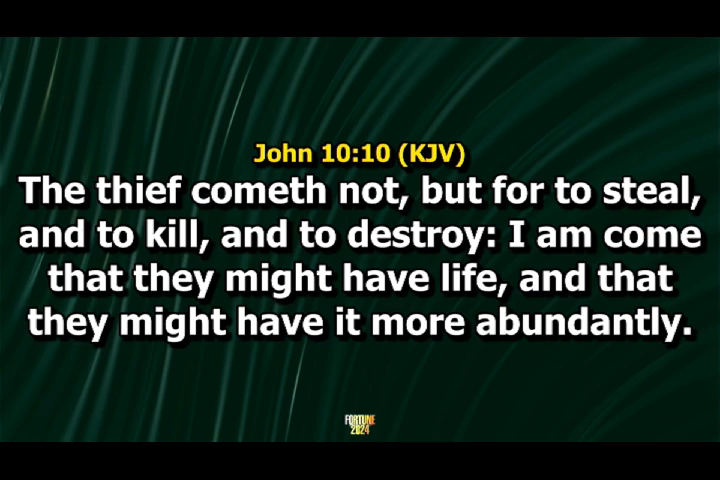 John 10:10 (KJV)
The thief cometh not, but for to steal,
and to kill, and to destroy: I am come
that they might have life, and that
they might have it more abundantly.
FORTUNE
2024